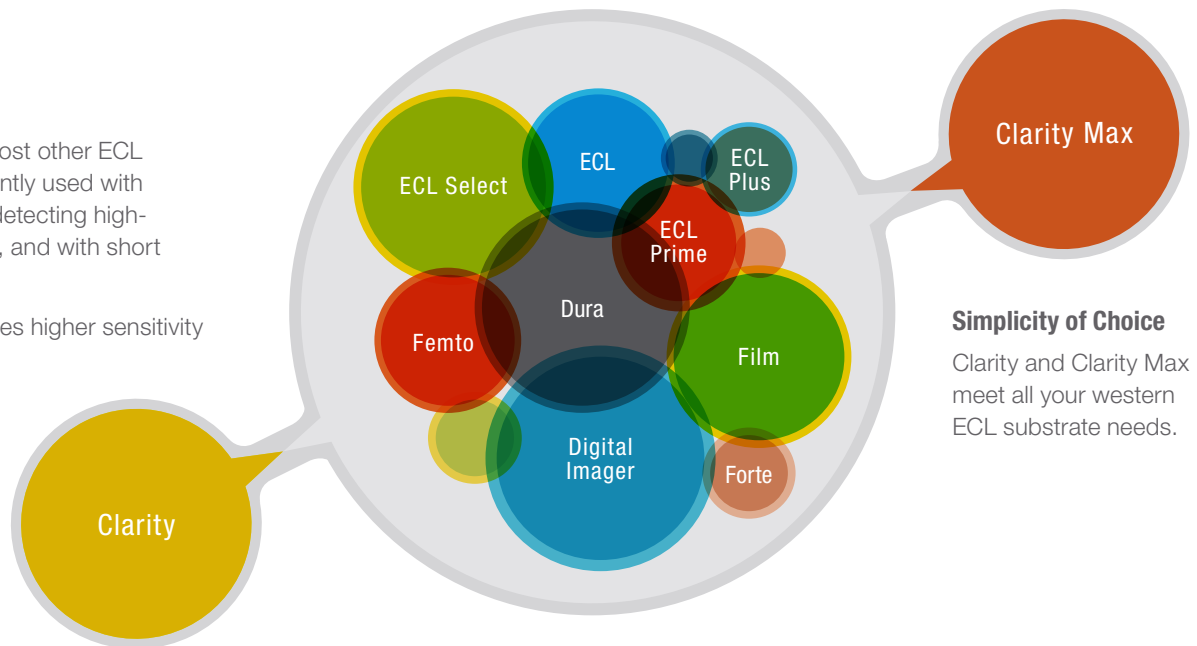 ost other ECL
ntly used with
detecting high-
, and with short
es higher sensitivity
Clarity
ECL Select
ECL
ECL
Plus
ECL
Prime
Dura
Femto
Film
Digital
Imager
Forte
Clarity Max
Simplicity of Choice
Clarity and Clarity Max
meet all your western
ECL substrate needs.